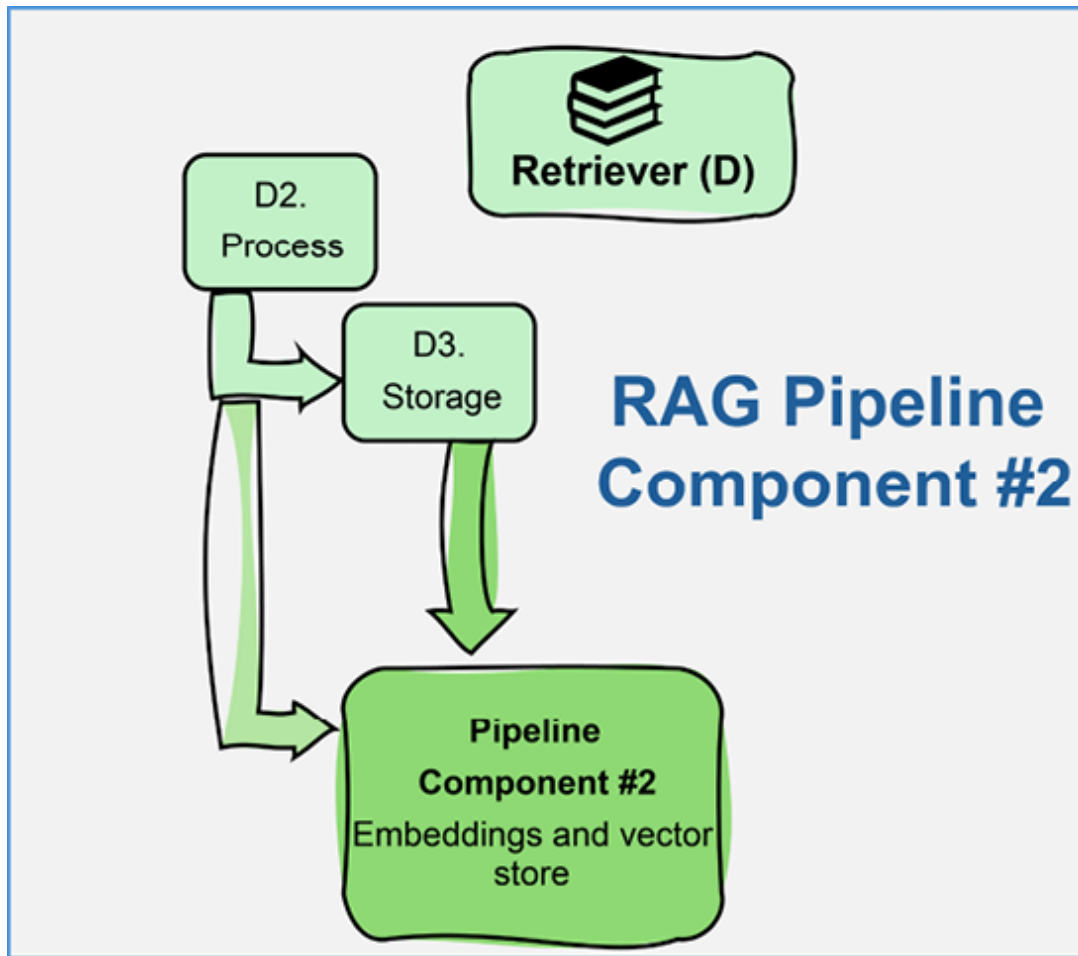 Retriever (D)
D2.
Process
D3.
Storage
RAG Pipeline
Component #2
Pipeline
Component #2
Embeddings and vector
store